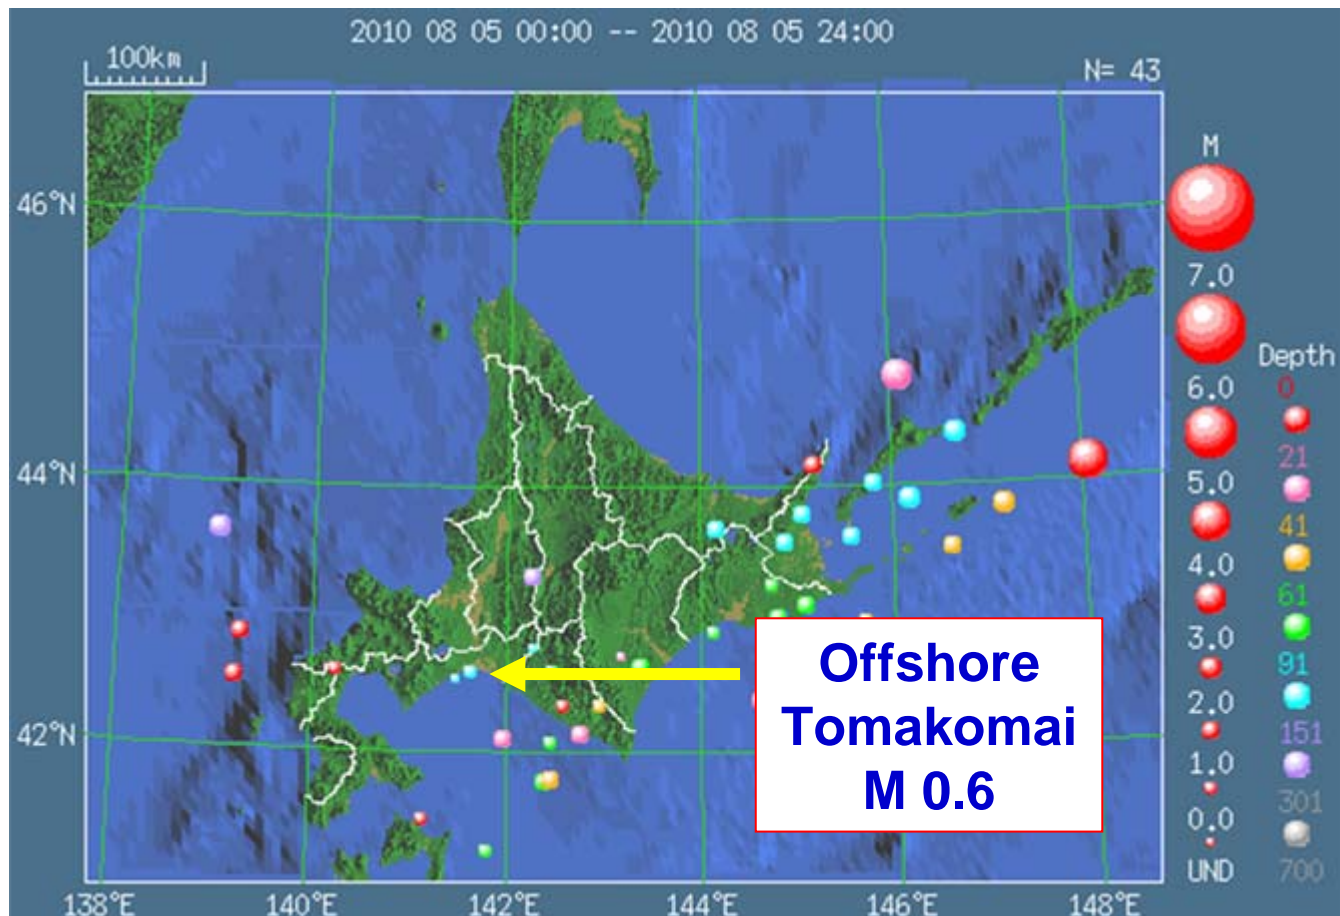 2010 08 05 00:00 -- 2010 08 05 24:00
100km
N= 43
M
46°N
7.0
Depth
6.0
0
21
44°N
5.0
41
4.0
61
3.0
Offshore
Tomakomai
M 0.6
91
2.0
42°N
151
1.0
301
0.0
UND
700
138°E 140°E 142°E 144°E 146°E 148°E